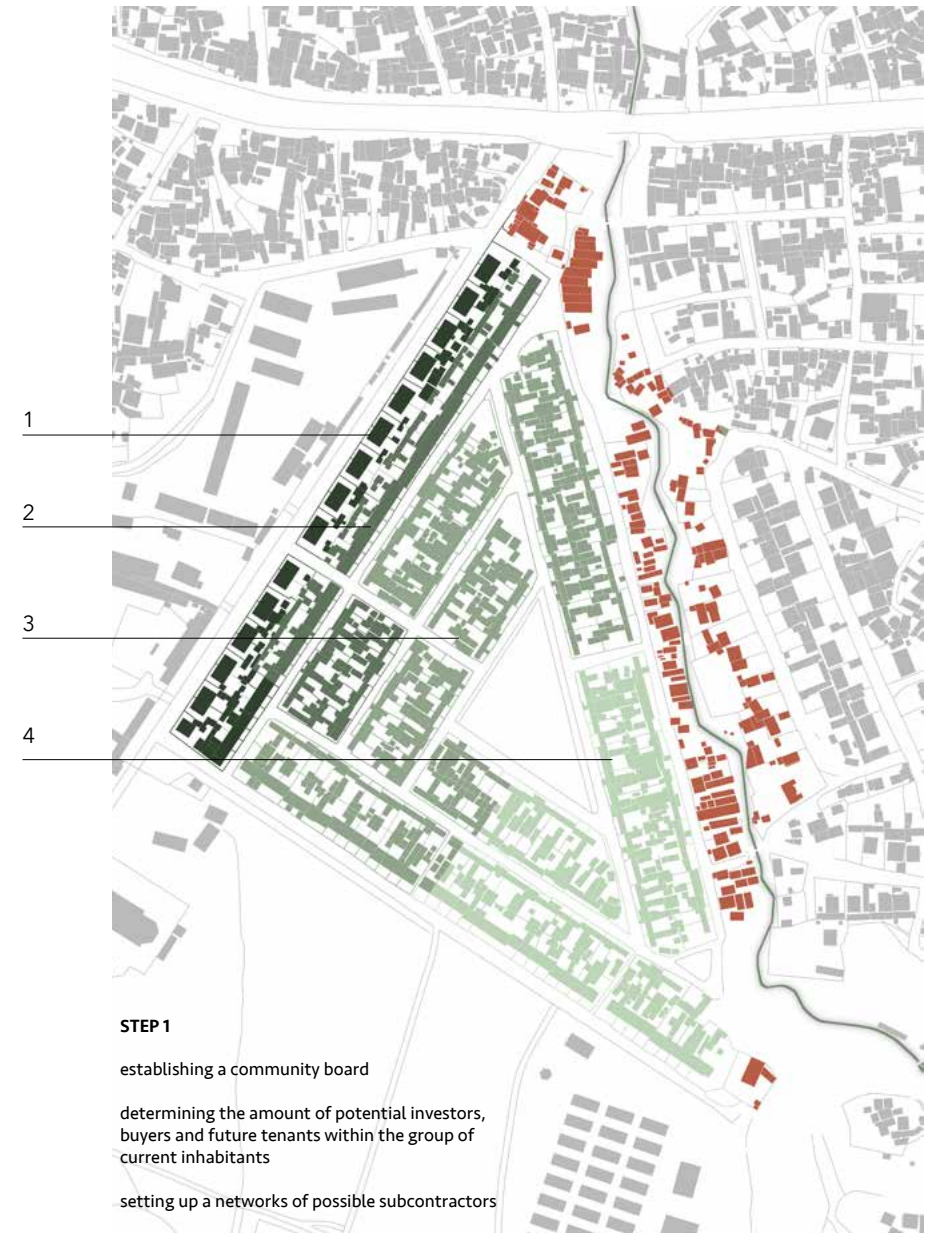 1
2
3
4
STEP 1
establishing a community board
determining the amount of potential investors,
buyers and future tenants within the group of
current inhabitants
setting up a networks of possible subcontractors